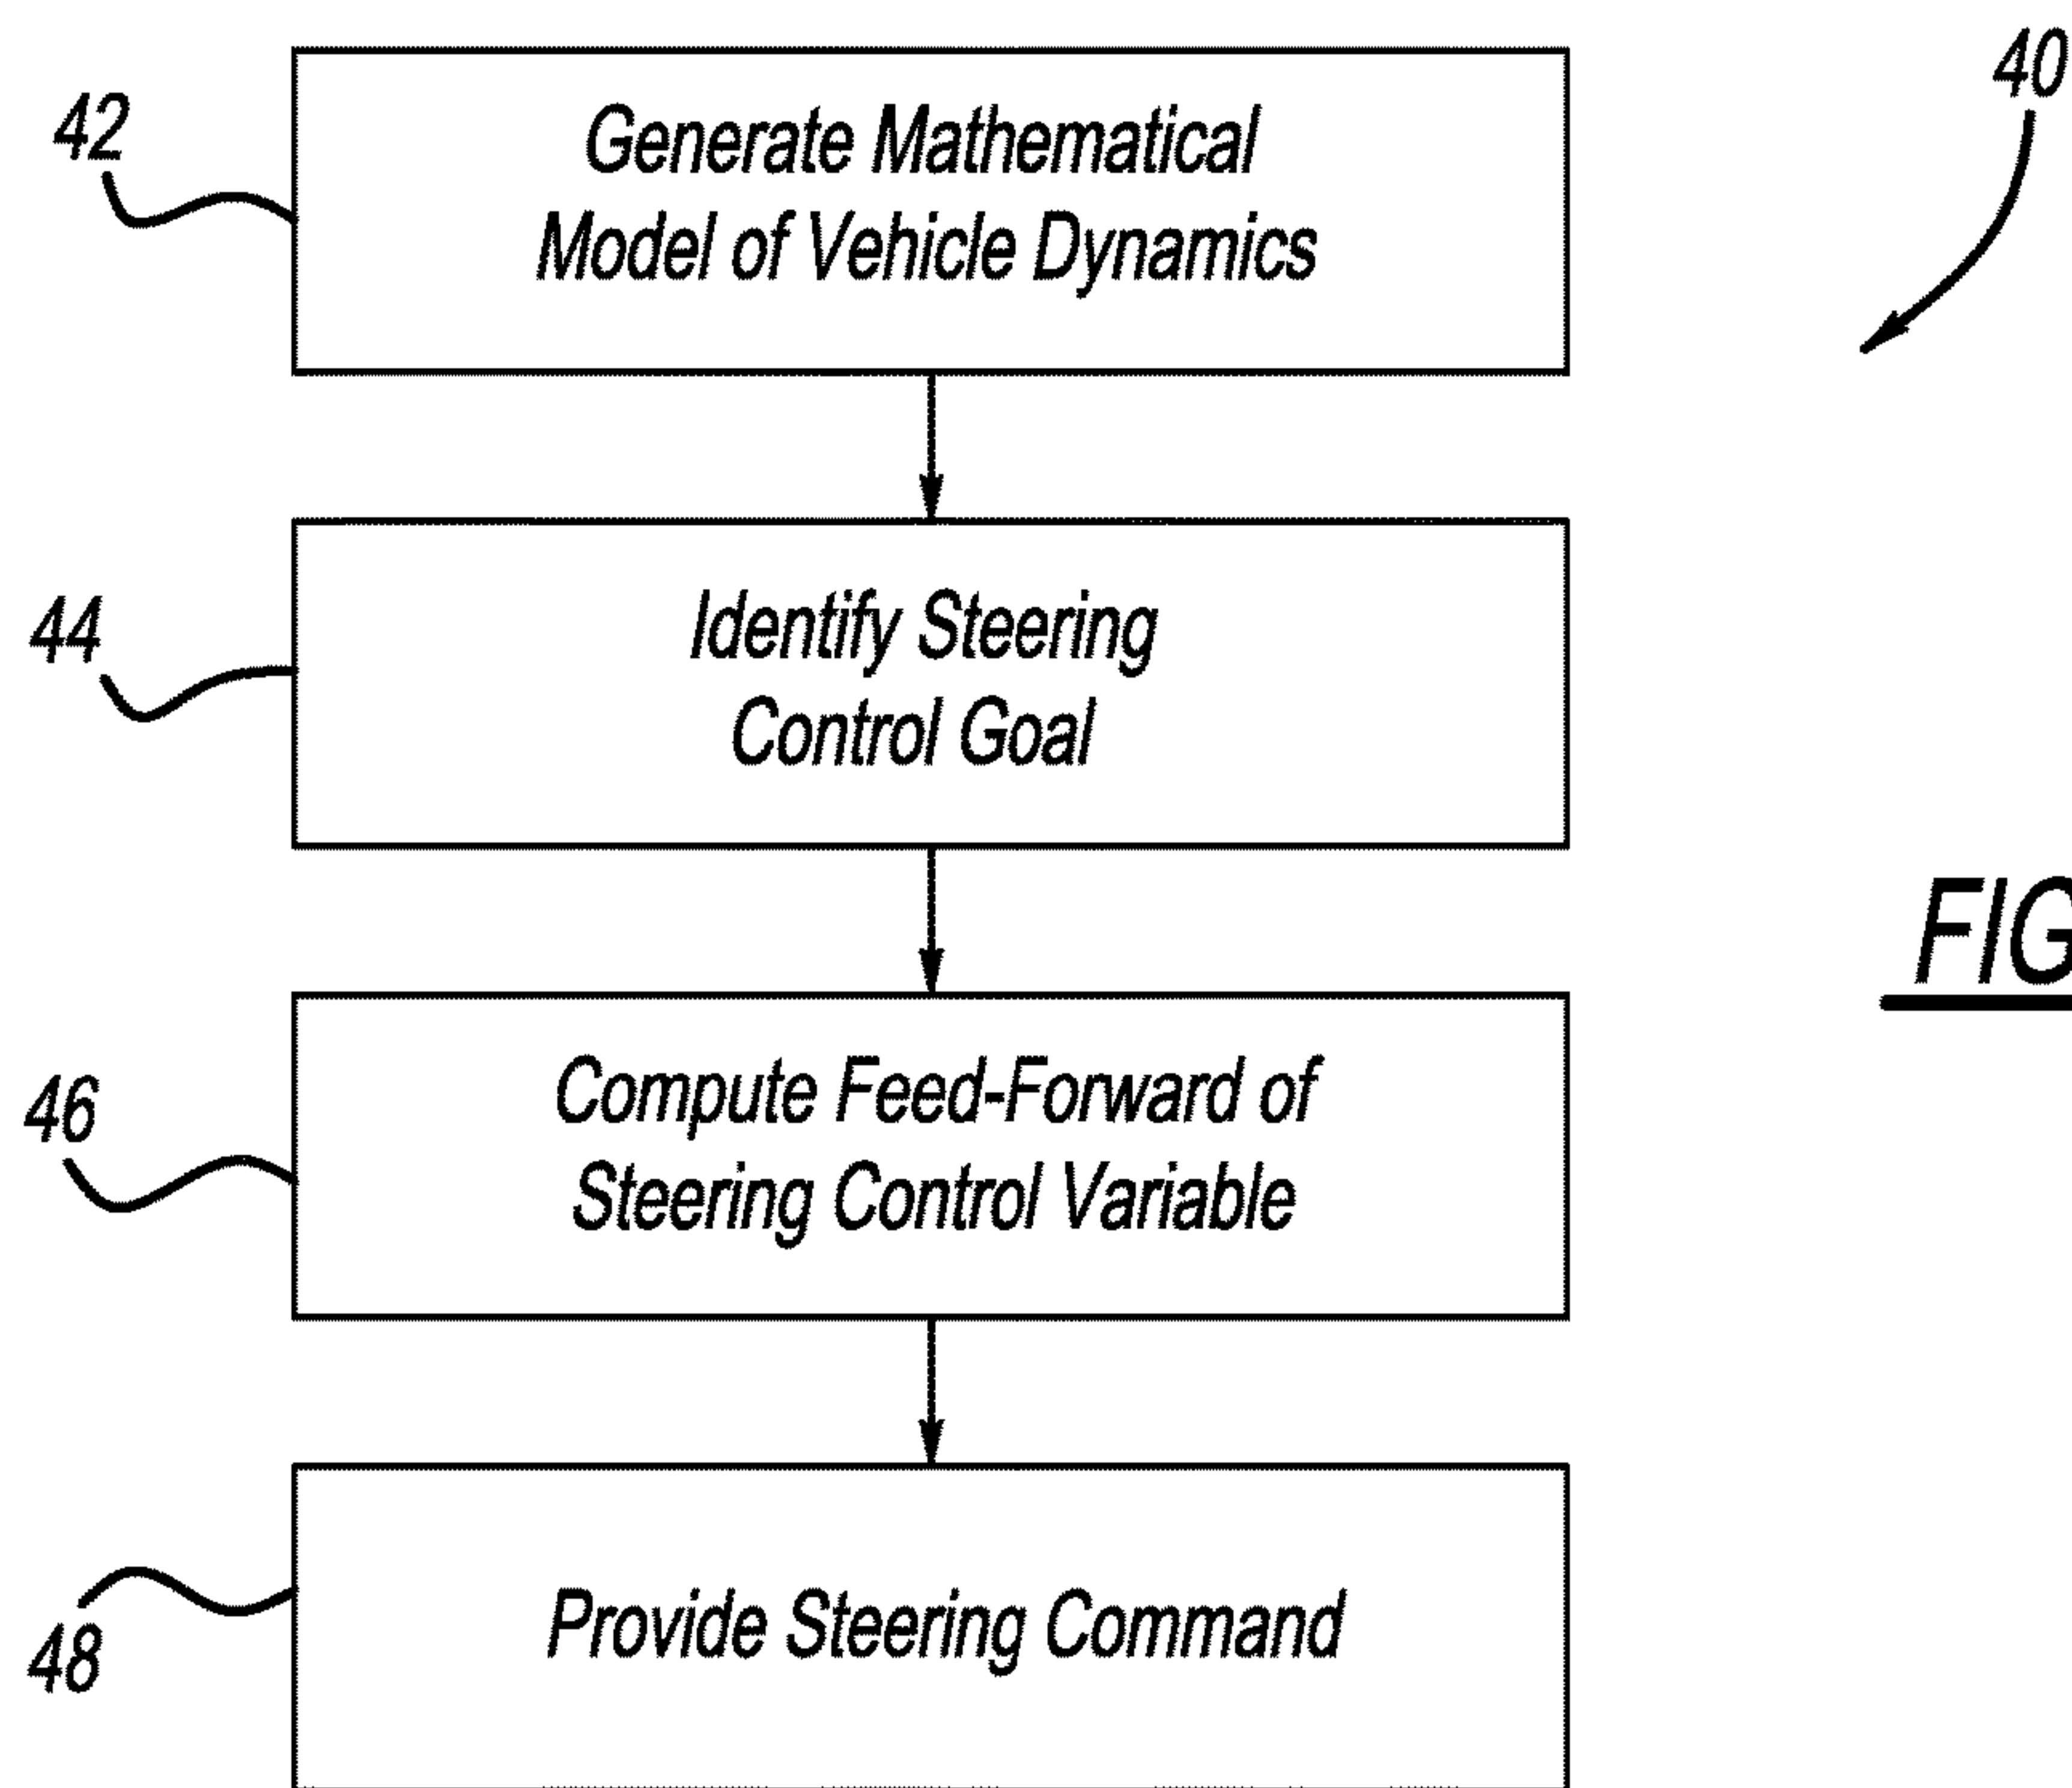 40
42
Generate Mathematical
Model of Vehicle Dynamics
44
Identify Steering
Control Goal
FIG
46
Compute Feed-Forward of
Steering Control Variable
48
Provide Steering Command